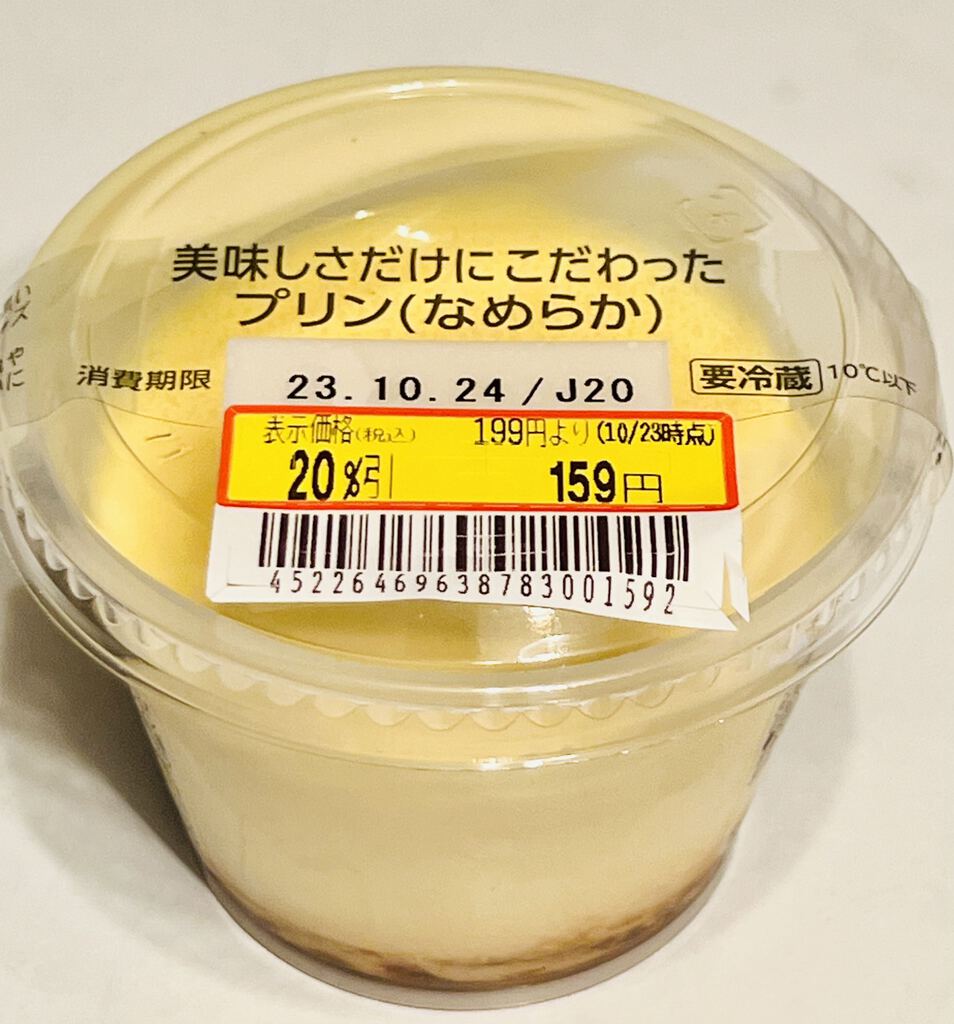 美味しさだけにこだわった
プリン(なめらか)
消費期限
23.10.24/J20
要冷蔵 10℃以下
表示価格(税込) 199円より(10/23時点)
20%引 159円
45226469638783001592